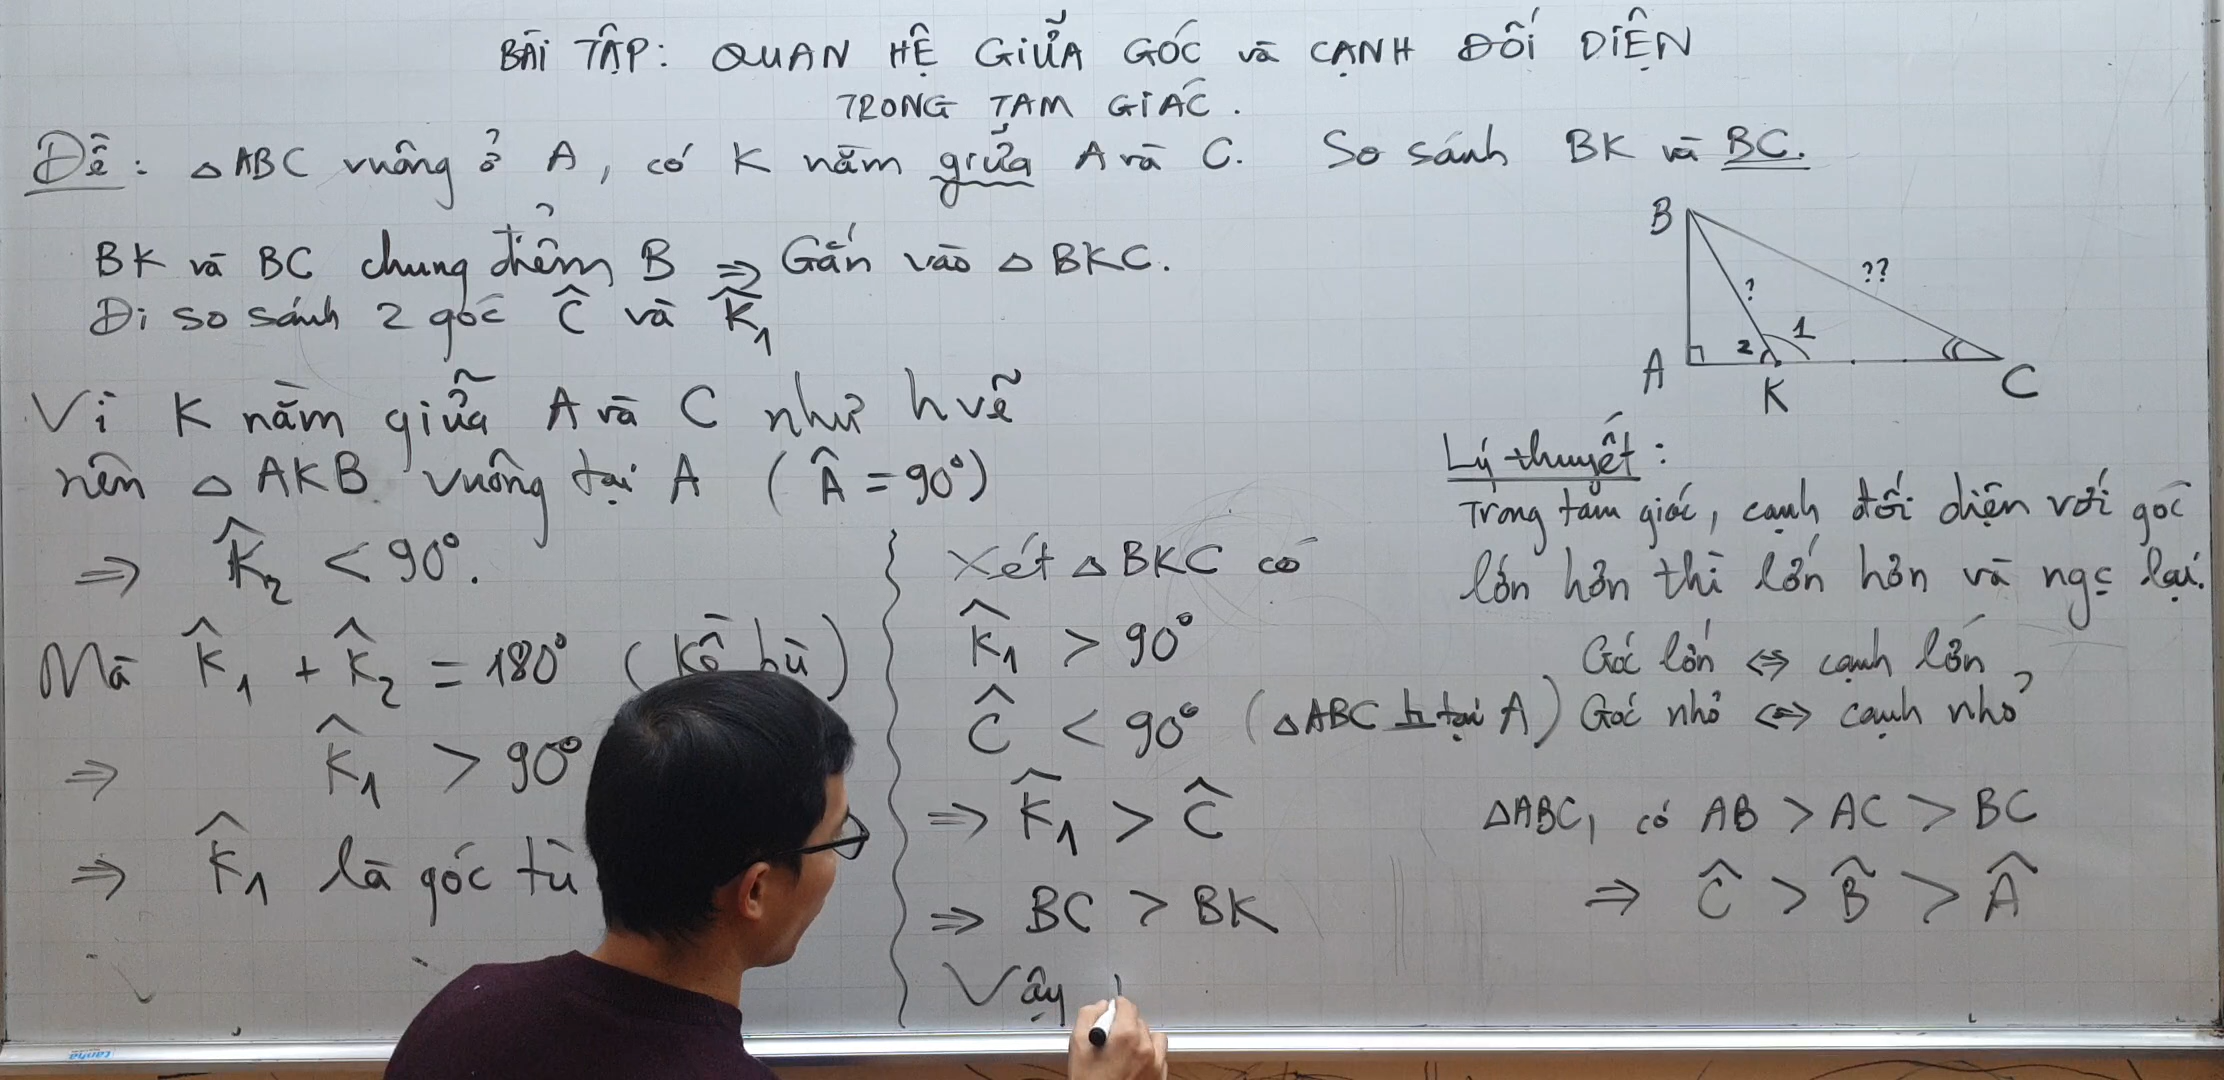 BÀI TẬP: QUAN HỆ GIỮA GÓC và CẠNH ĐỐI DIỆN
TRONG TAM GIÁC.
Đề: △ABC vuông ở A, có K nằm giữa A và C. So sánh BK và BC.
BK và BC chung điểm B ⇒ Gắn vào △BKC.
Đi so sánh 2 góc Ĉ và K̂₁
Vì K nằm giữa A và C như h vẽ
nên △AKB vuông tại A (Â = 90°)
⇒ K̂₂ < 90°.
Mà K̂₁ + K̂₂ = 180° (Kề bù)
⇒ K̂₁ > 90°
⇒ K̂₁ là góc tù
Xét △BKC có
K̂₁ > 90°
Ĉ < 90° (△ABC ⊥ tại A)
⇒ K̂₁ > Ĉ
⇒ BC > BK
Vậy
B
?
??
1
2
A
K
C
Lý thuyết:
Trong tam giác, cạnh đối diện với góc
lớn hơn thì lớn hơn và ngc lại.
Góc lớn ⇔ cạnh lớn
Góc nhỏ ⇔ cạnh nhỏ
△ABC, có AB > AC > BC
⇒ Ĉ > B̂ > Â
canha